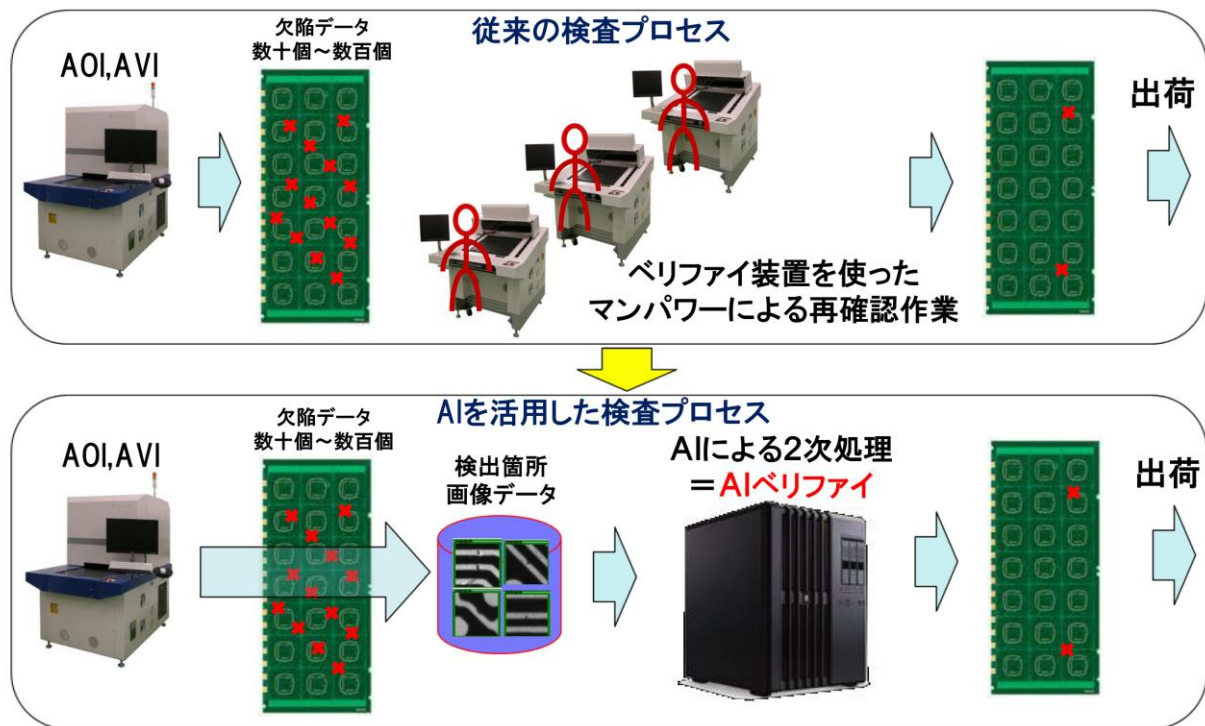 従来の検査プロセス
欠陥データ
数十個～数百個
AOI,AVI
出荷
ベリファイ装置を使った
マンパワーによる再確認作業
AIを活用した検査プロセス
欠陥データ
数十個～数百個
AOI,AVI
検出箇所
画像データ
AIによる2次処理
＝AIベリファイ
出荷